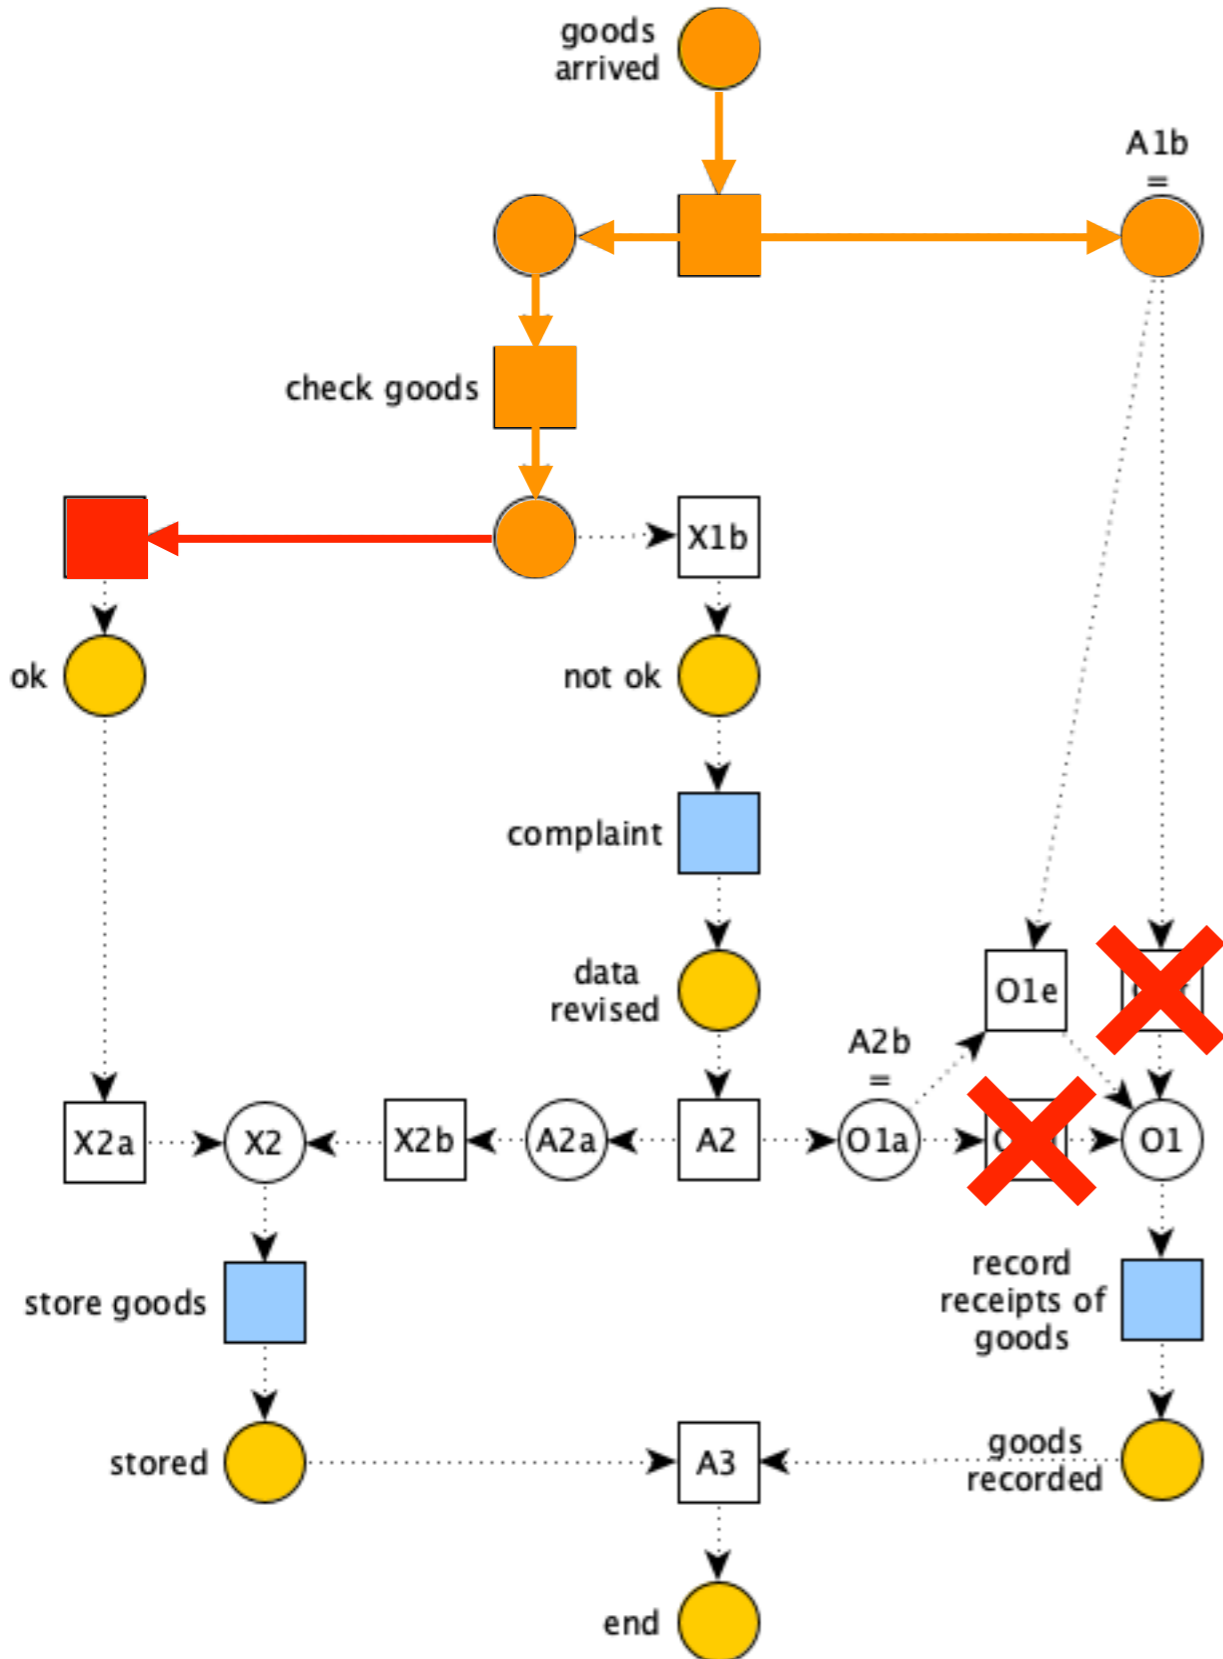 goods
arrived
A1b
=
check goods
X1b
ok
not ok
complaint
data
revised
O1e
A2b
=
X2a
X2
X2b
A2a
A2
O1a
O1
store goods
record
receipts of
goods
stored
A3
goods
recorded
end